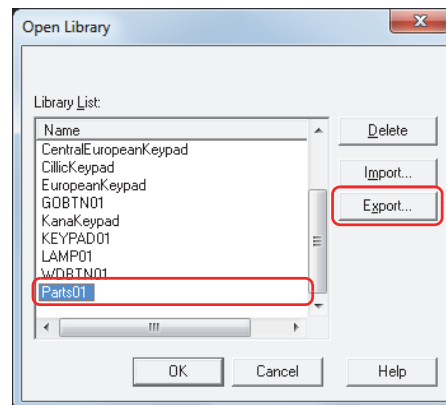 Open Library
Library List:
Name
CentralEuropeanKeypad
CillicKeypad
EuropeanKeypad
GOBTN01
KanaKeypad
KEYPAD01
LAMP01
WDBTN01
Parts01
Delete
Import...
Export...
OK
Cancel
Help